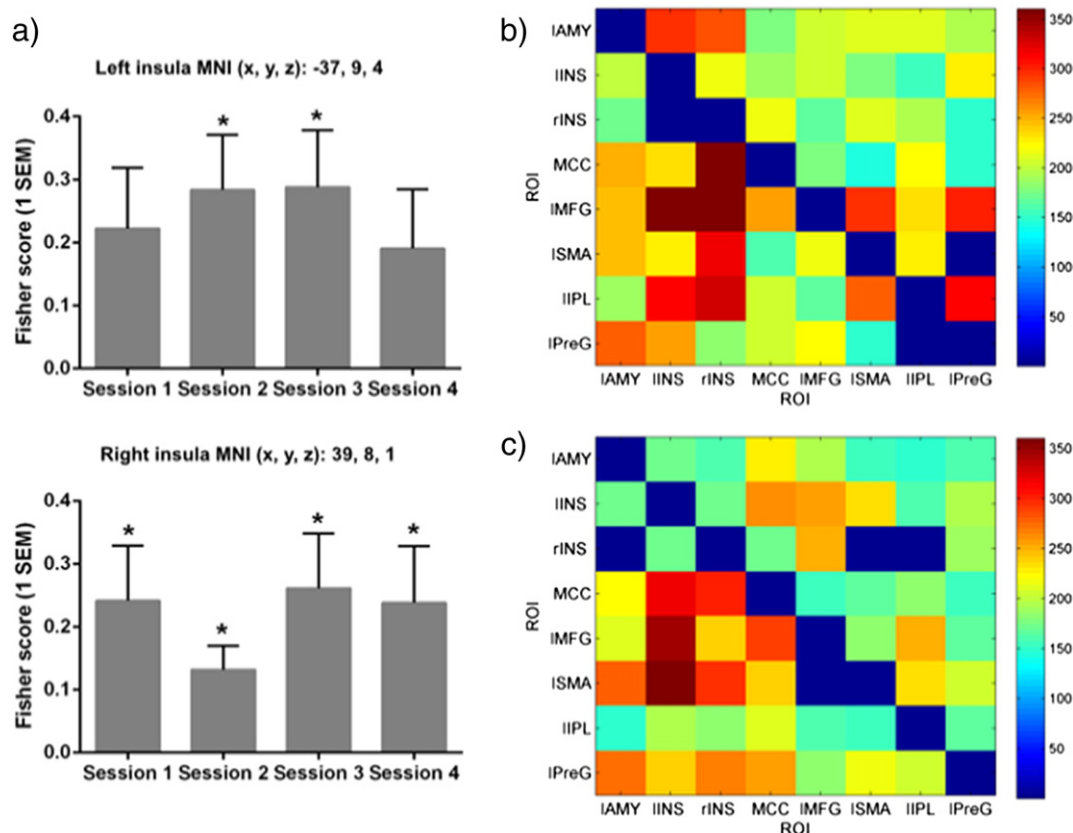 a)
Left insula MNI (x, y, z): -37, 9, 4
Fisher score (1 SEM)
0.4
0.3
0.2
0.1
0.0
* *
Session 1 Session 2 Session 3 Session 4
Right insula MNI (x, y, z): 39, 8, 1
Fisher score (1 SEM)
0.4
0.3
0.2
0.1
0.0
* * * *
Session 1 Session 2 Session 3 Session 4
b)
ROI
lAMY
lINS
rINS
MCC
lMFG
lSMA
lIPL
lPreG
lAMY lINS rINS MCC lMFG lSMA lIPL lPreG
ROI
350
300
250
200
150
100
50
c)
ROI
lAMY
lINS
rINS
MCC
lMFG
lSMA
lIPL
lPreG
lAMY lINS rINS MCC lMFG lSMA lIPL lPreG
ROI
350
300
250
200
150
100
50